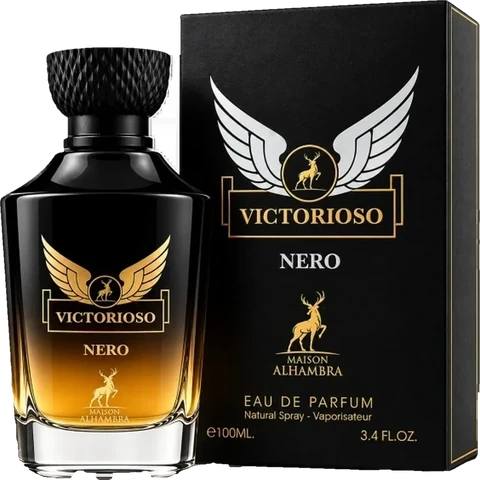 VICTORIOSO
NERO
MAISON
ALHAMBRA
VICTORIOSO
NERO
MAISON
ALHAMBRA
EAU DE PARFUM
Natural Spray - Vaporisateur
℮100ML. 3.4 FL.OZ.